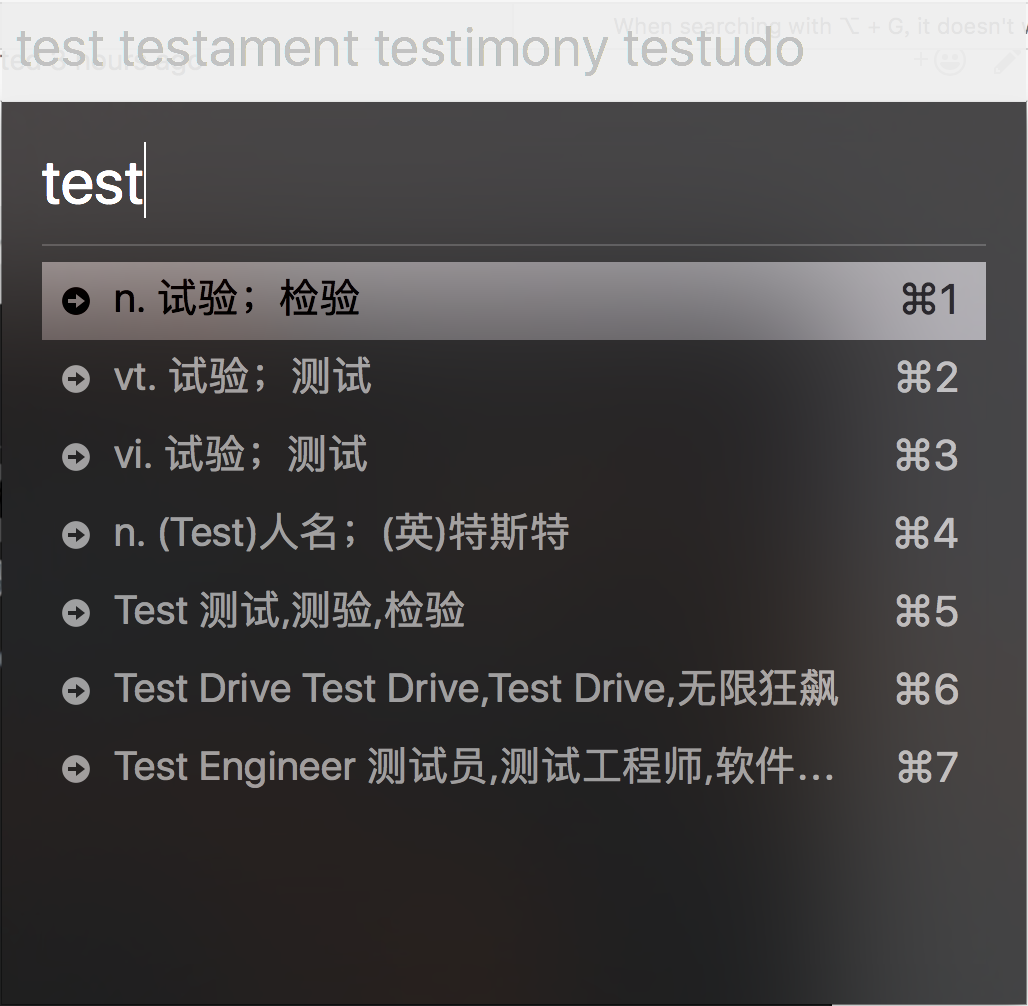 When searching with ⌥ + G, it doesn't
test testament testimony testudo
hours ago
test
n. 试验；检验 ⌘1
vt. 试验；测试 ⌘2
vi. 试验；测试 ⌘3
n. (Test)人名；(英)特斯特 ⌘4
Test 测试,测验,检验 ⌘5
Test Drive Test Drive,Test Drive,无限狂飙 ⌘6
Test Engineer 测试员,测试工程师,软件... ⌘7